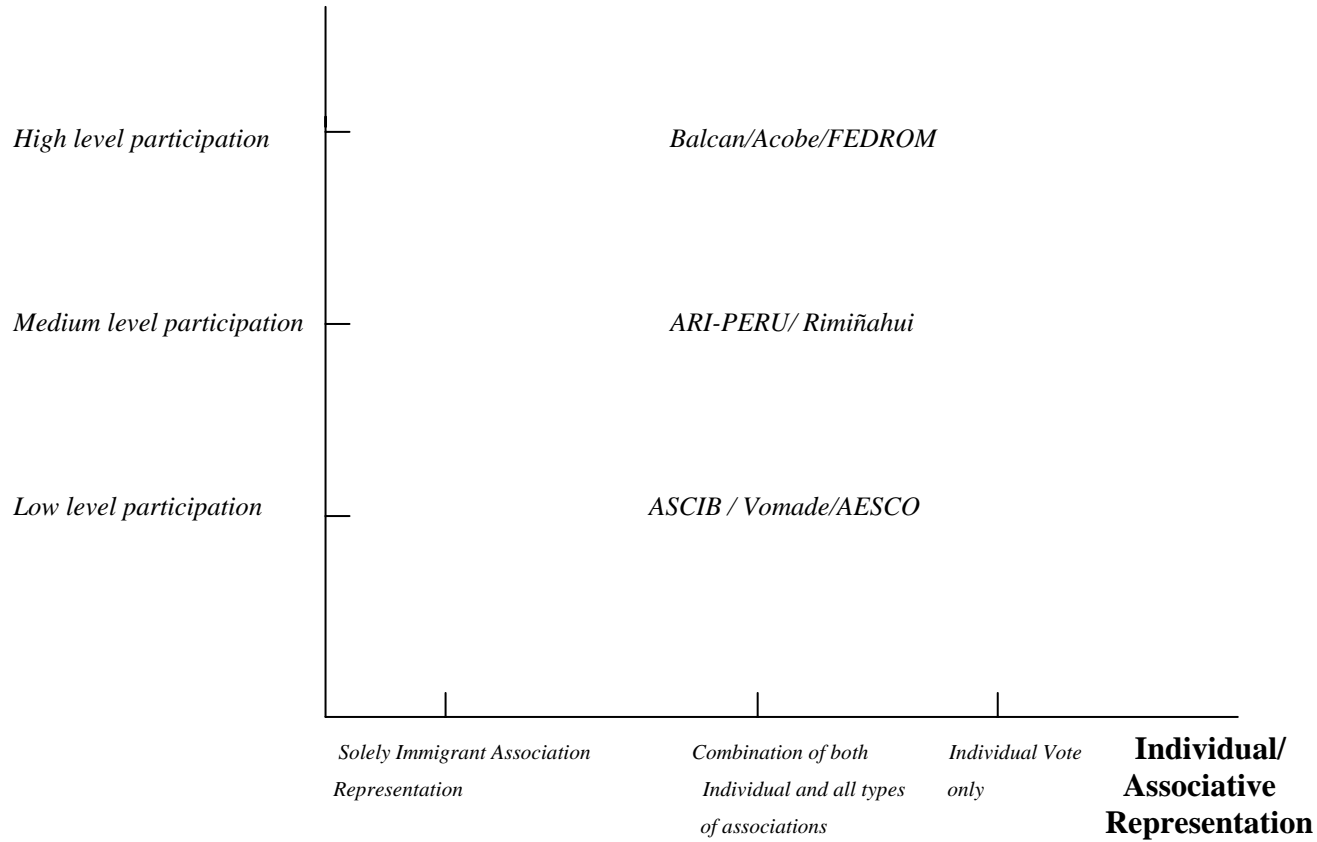 High level participation
Balcan/Acobe/FEDROM
Medium level participation
ARI-PERU/ Rimiñahui
Low level participation
ASCIB / Vomade/AESCO
Solely Immigrant Association
Representation
Combination of both
Individual and all types
of associations
Individual Vote
only
Individual/
Associative
Representation